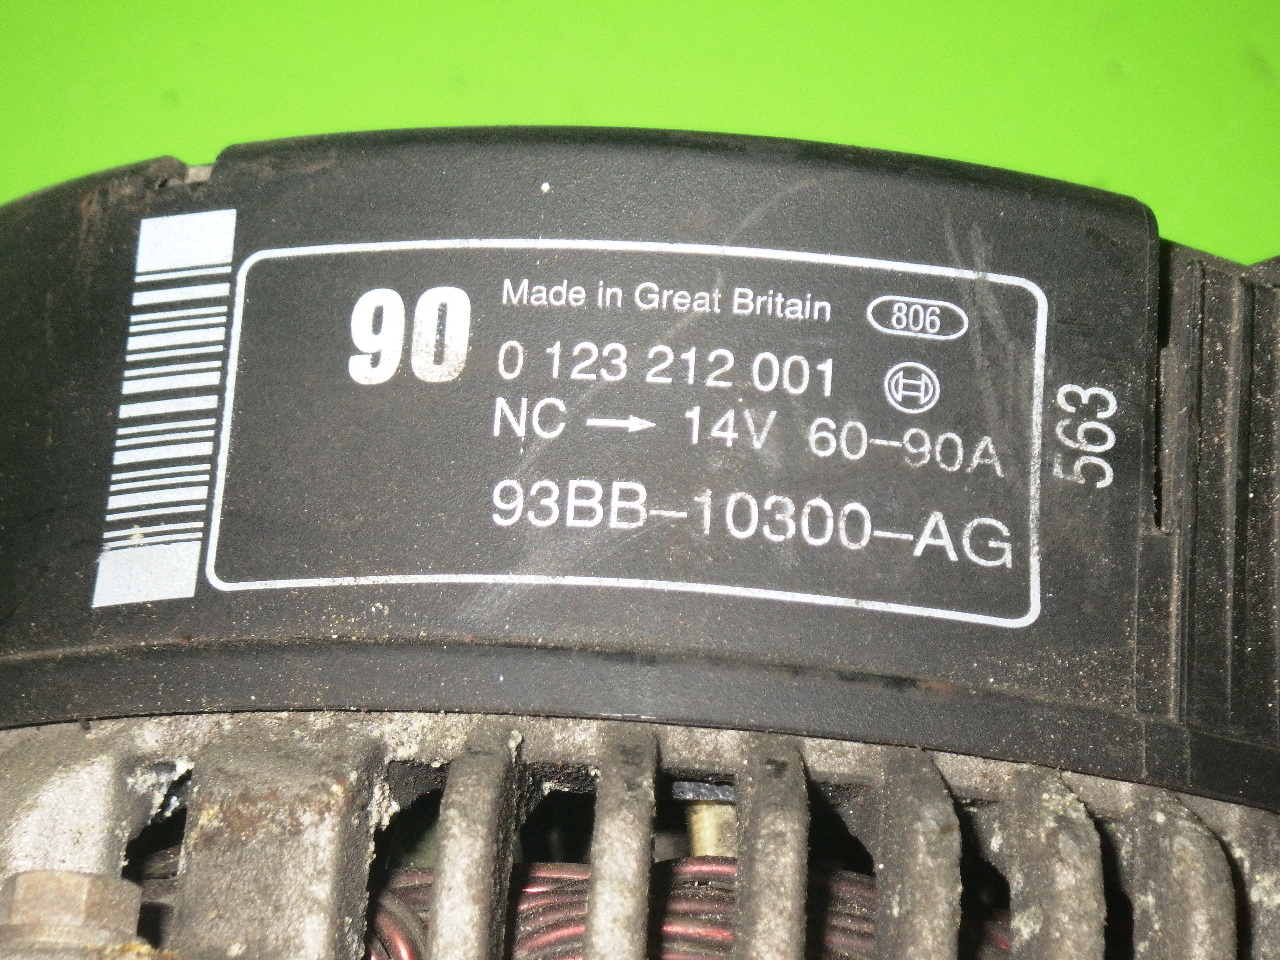 90
Made in Great Britain 806
0 123 212 001
NC → 14V 60-90A
93BB-10300-AG
563